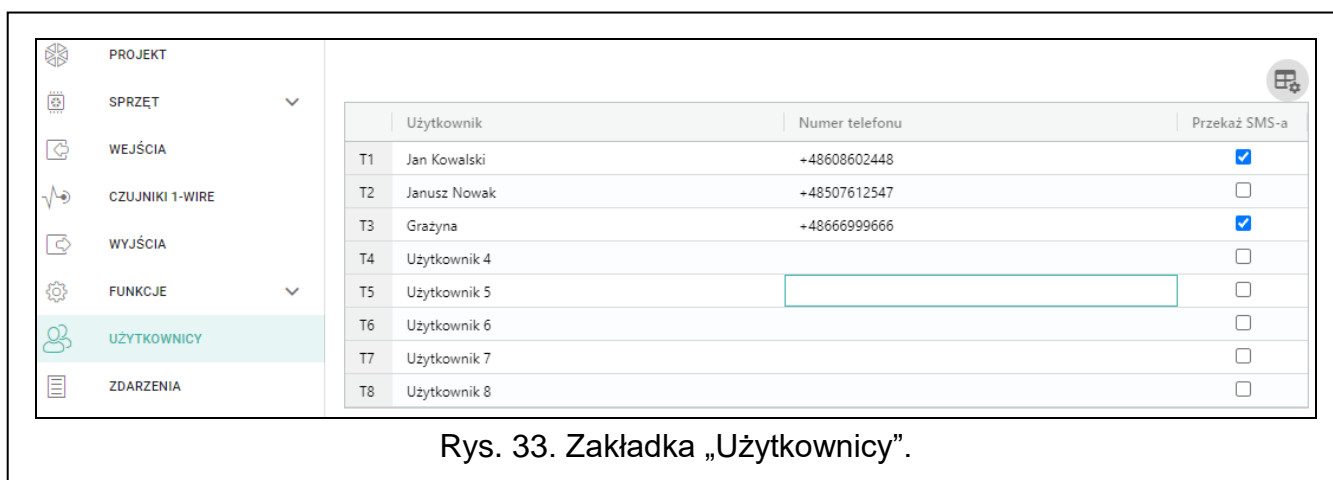 PROJEKT
SPRZĘT
WEJŚCIA
CZUJNIKI 1-WIRE
WYJŚCIA
FUNKCJE
UŻYTKOWNICY
ZDARZENIA
Użytkownik Numer telefonu Przekaż SMS-a
T1 Jan Kowalski +48608602448
T2 Janusz Nowak +48507612547
T3 Grażyna +48666999666
T4 Użytkownik 4
T5 Użytkownik 5
T6 Użytkownik 6
T7 Użytkownik 7
T8 Użytkownik 8
Rys. 33. Zakładka „Użytkownicy”.